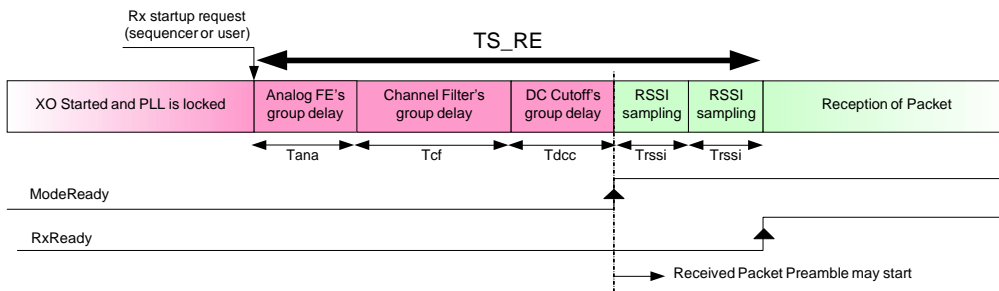 Rx startup request
(sequencer or user)
TS_RE
XO Started and PLL is locked
Analog FE's
group delay
Channel Filter's
group delay
DC Cutoff's
group delay
RSSI
sampling
RSSI
sampling
Reception of Packet
Tana
Tcf
Tdcc
Trssi
Trssi
ModeReady
RxReady
Received Packet Preamble may start